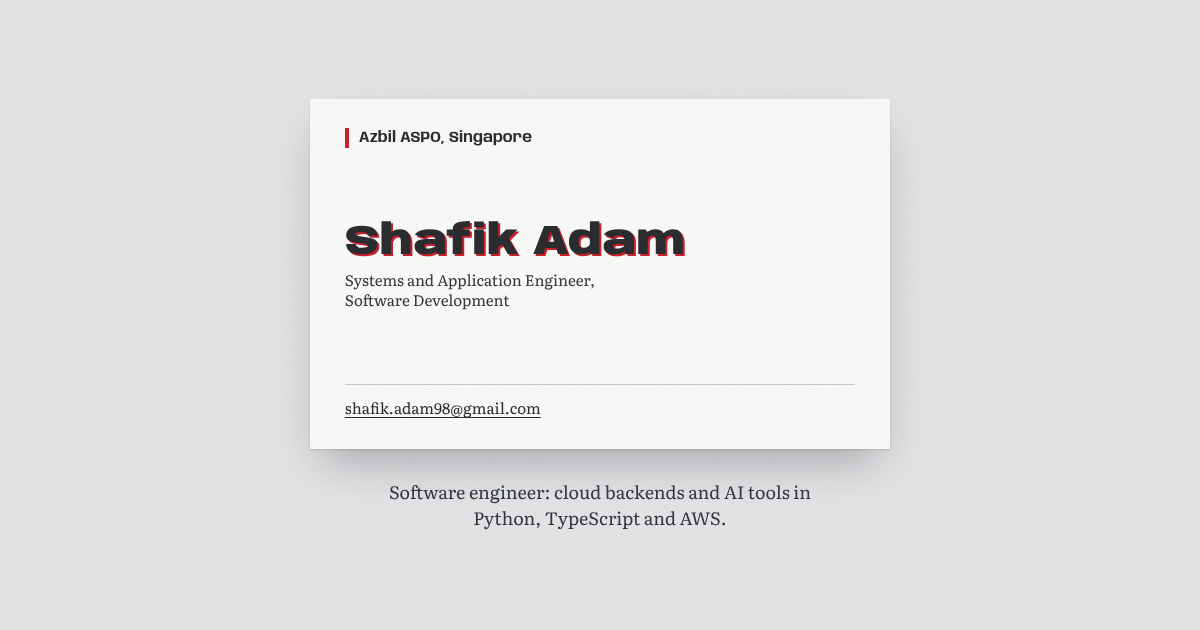 Azbil ASPO, Singapore
Shafik Adam
Systems and Application Engineer,
Software Development
shafik.adam98@gmail.com
Software engineer: cloud backends and AI tools in
Python, TypeScript and AWS.